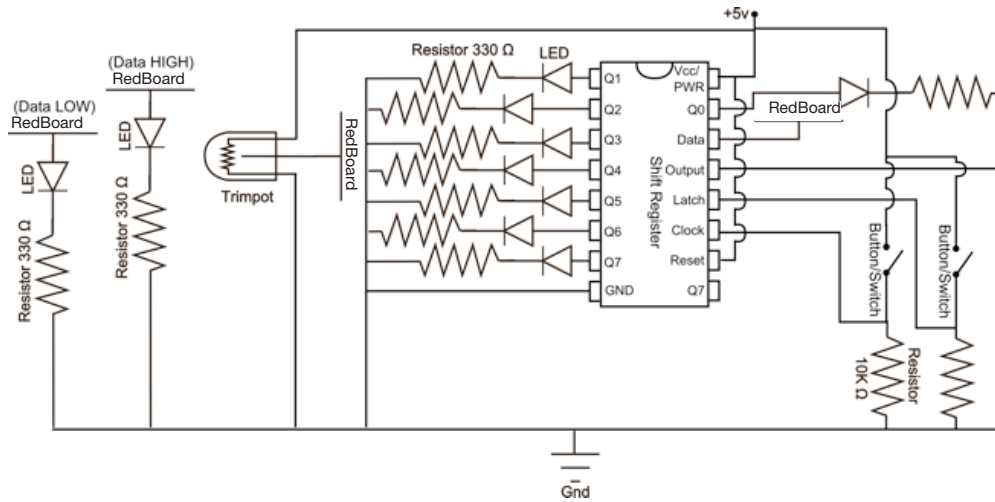 +5v
Resistor 330 Ω
LED
(Data HIGH)
RedBoard
(Data LOW)
RedBoard
LED
LED
Resistor 330 Ω
Resistor 330 Ω
Trimpot
RedBoard
Q1
Q2
Q3
Q4
Q5
Q6
Q7
GND
Shift Register
Vcc/
PWR
Q0
Data
Output
Latch
Clock
Reset
Q7
RedBoard
Button/Switch
Button/Switch
Resistor
10K Ω
Gnd